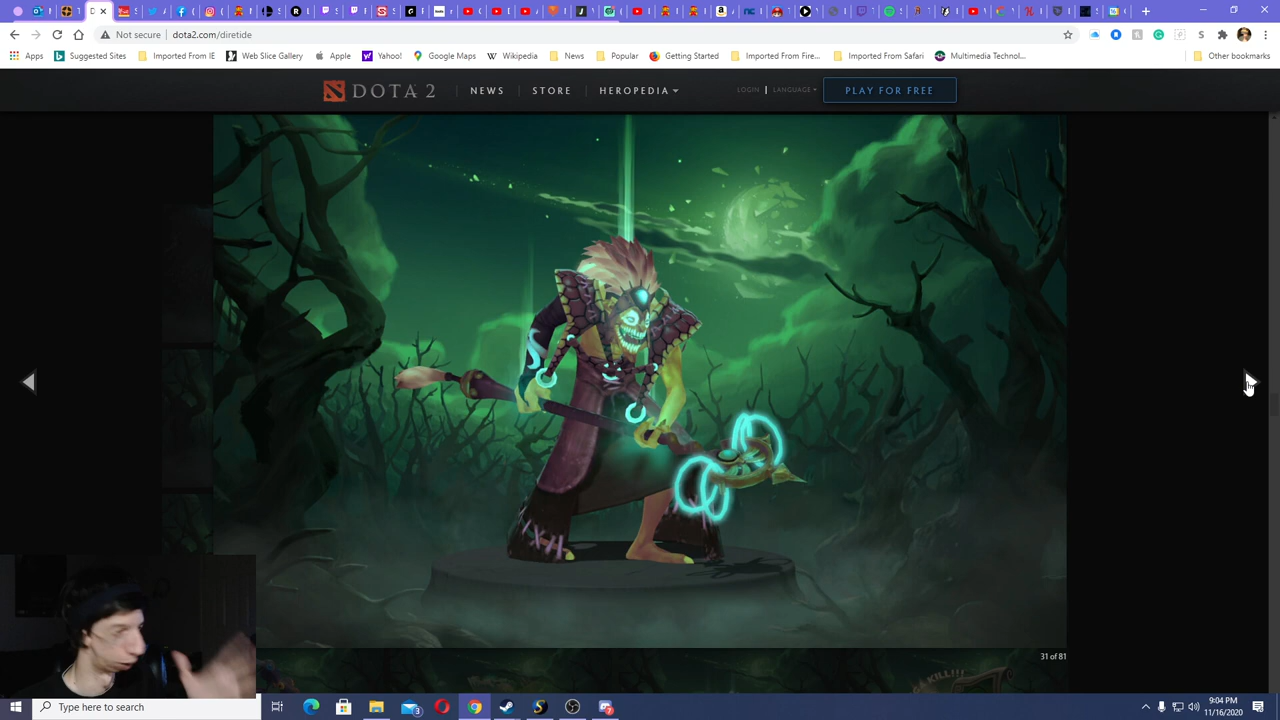 Not secure | dota2.com/diretide
Apps Suggested Sites Imported From IE Web Slice Gallery Apple Yahoo! Google Maps Wikipedia News Popular Getting Started Imported From Fire... Imported From Safari Multimedia Technol... Other bookmarks
DOTA 2 NEWS STORE HEROPEDIA LOGIN | LANGUAGE PLAY FOR FREE
31 of 81
KILL!!!
Type here to search
9:04 PM
11/16/2020